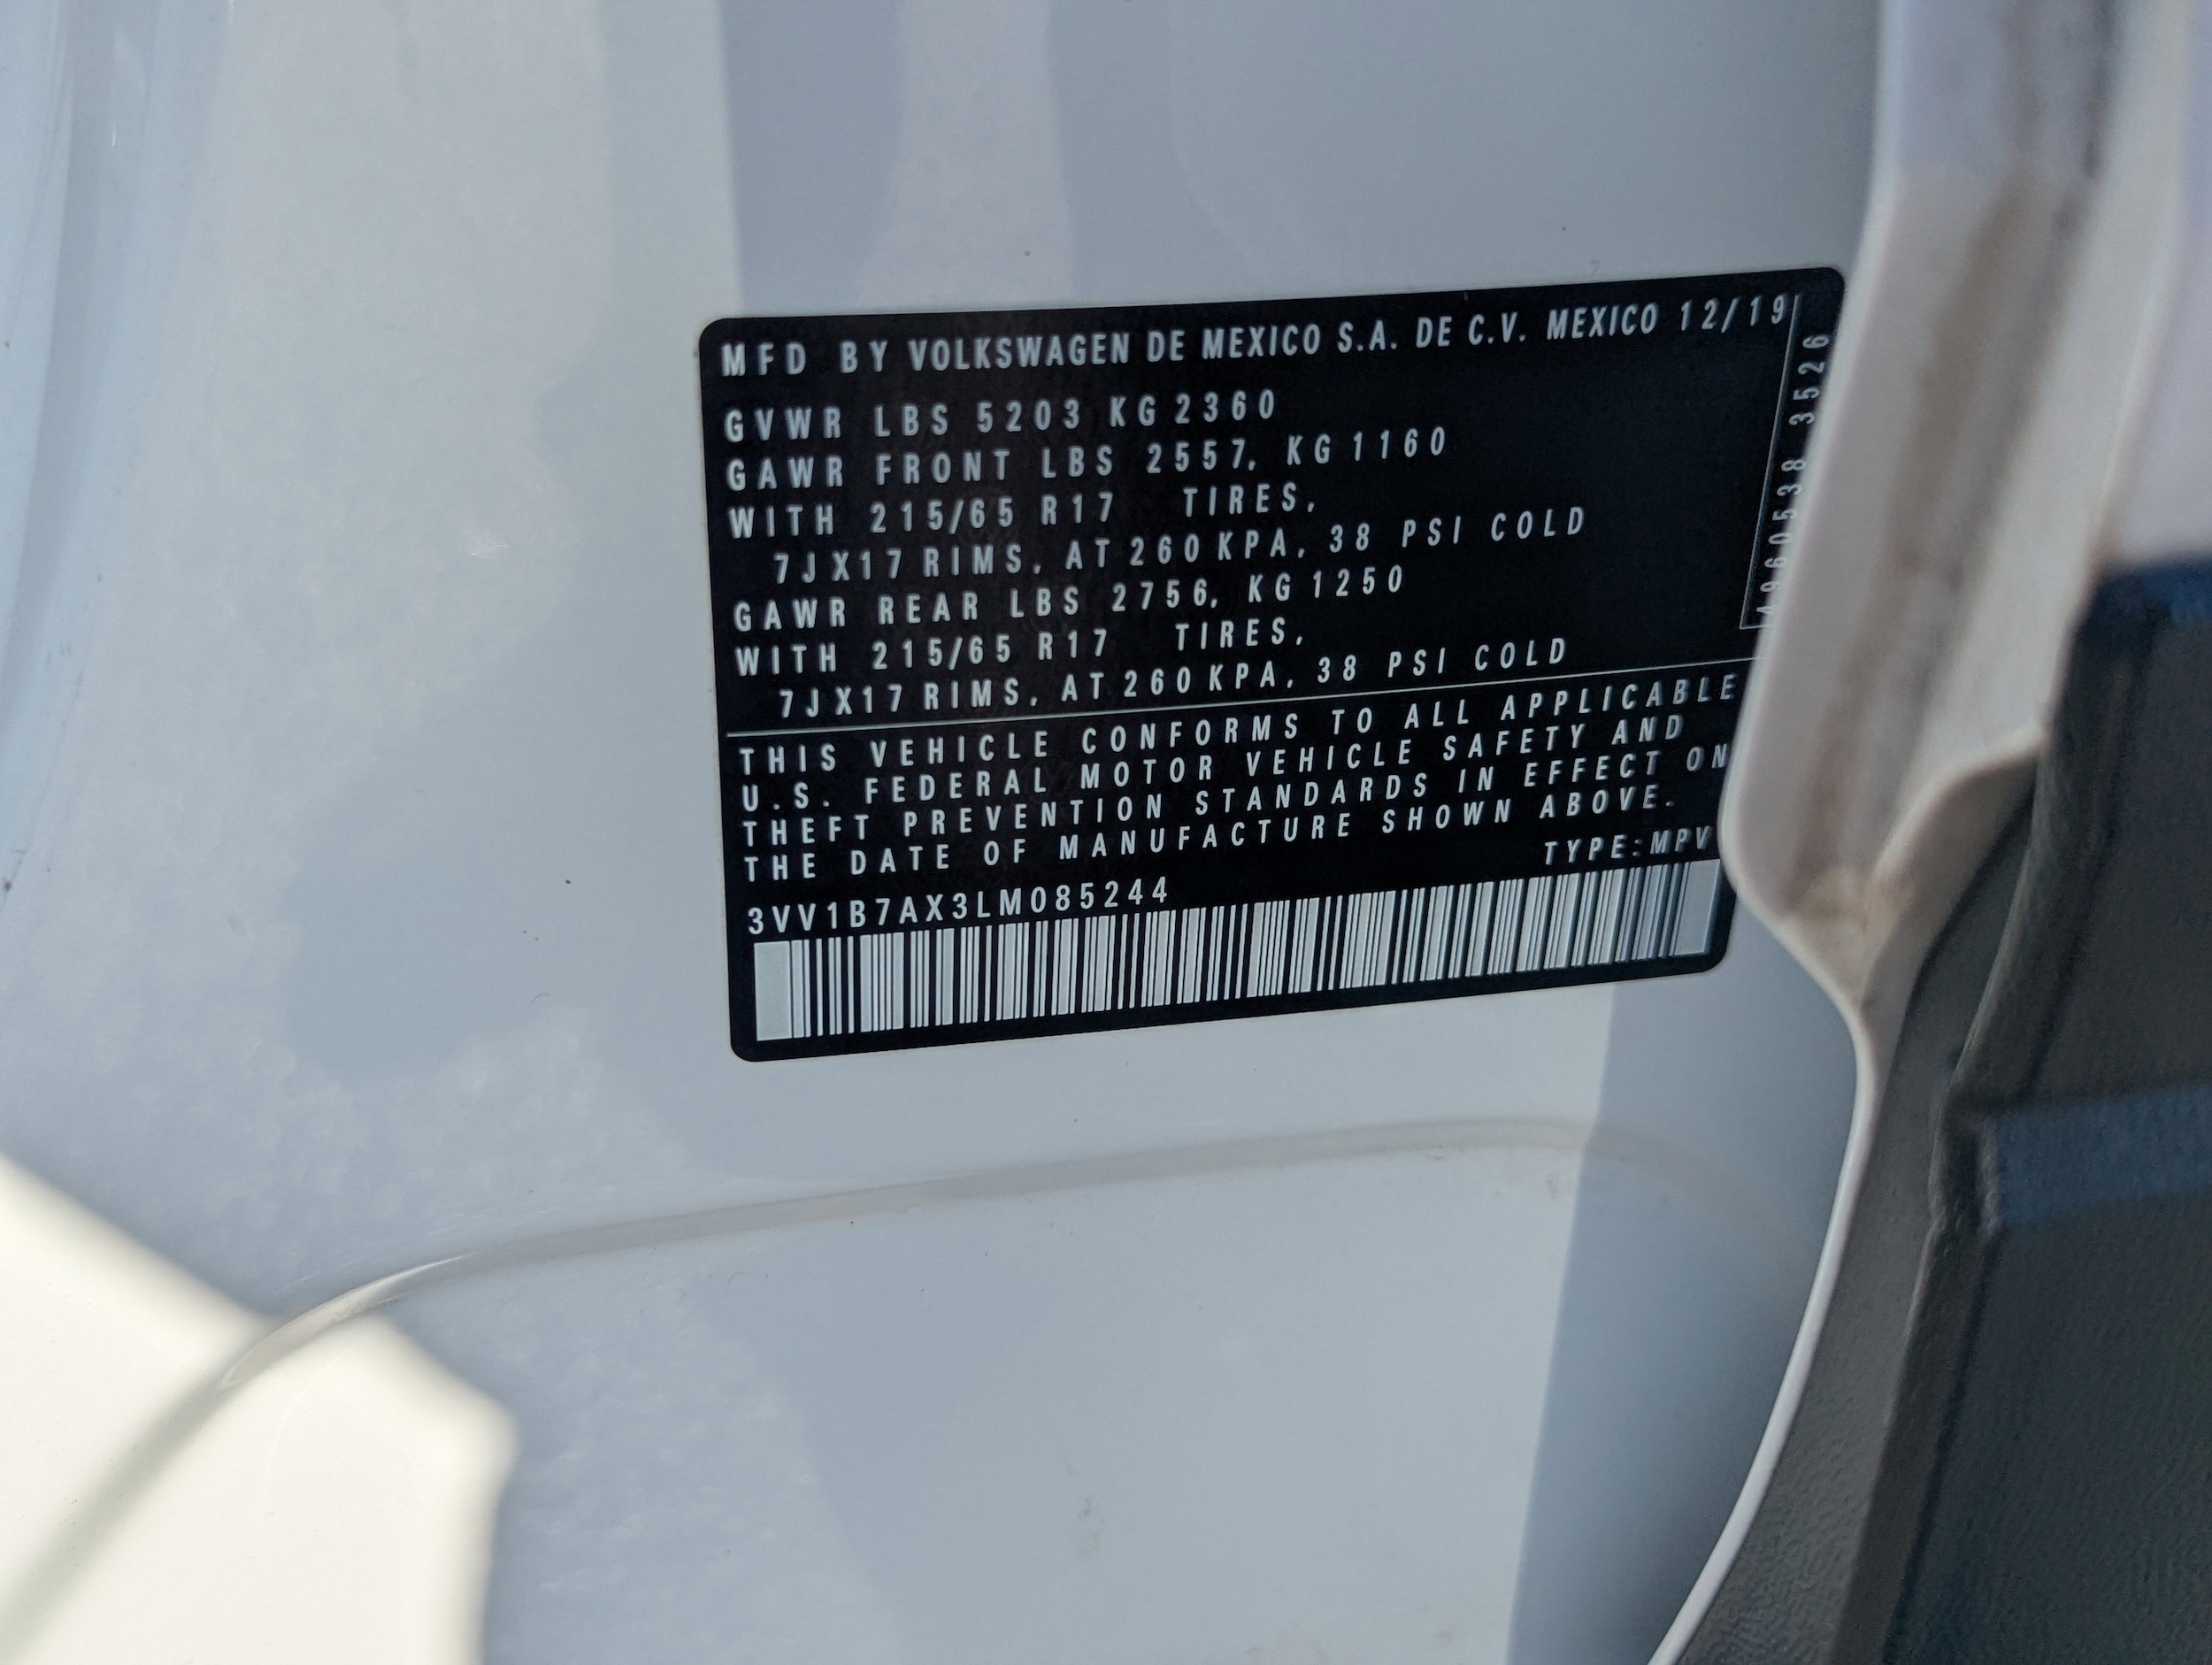 MFD BY VOLKSWAGEN DE MEXICO S.A. DE C.V. MEXICO 12/19
GVWR LBS 5203 KG 2360
GAWR FRONT LBS 2557, KG 1160
WITH 215/65 R17 TIRES,
7JX17 RIMS, AT 260 KPA, 38 PSI COLD
GAWR REAR LBS 2756, KG 1250
WITH 215/65 R17 TIRES,
7JX17 RIMS, AT 260 KPA, 38 PSI COLD
THIS VEHICLE CONFORMS TO ALL APPLICABLE
U.S. FEDERAL MOTOR VEHICLE SAFETY AND
THEFT PREVENTION STANDARDS IN EFFECT ON
THE DATE OF MANUFACTURE SHOWN ABOVE.
TYPE:MPV
3VV1B7AX3LM085244
3526